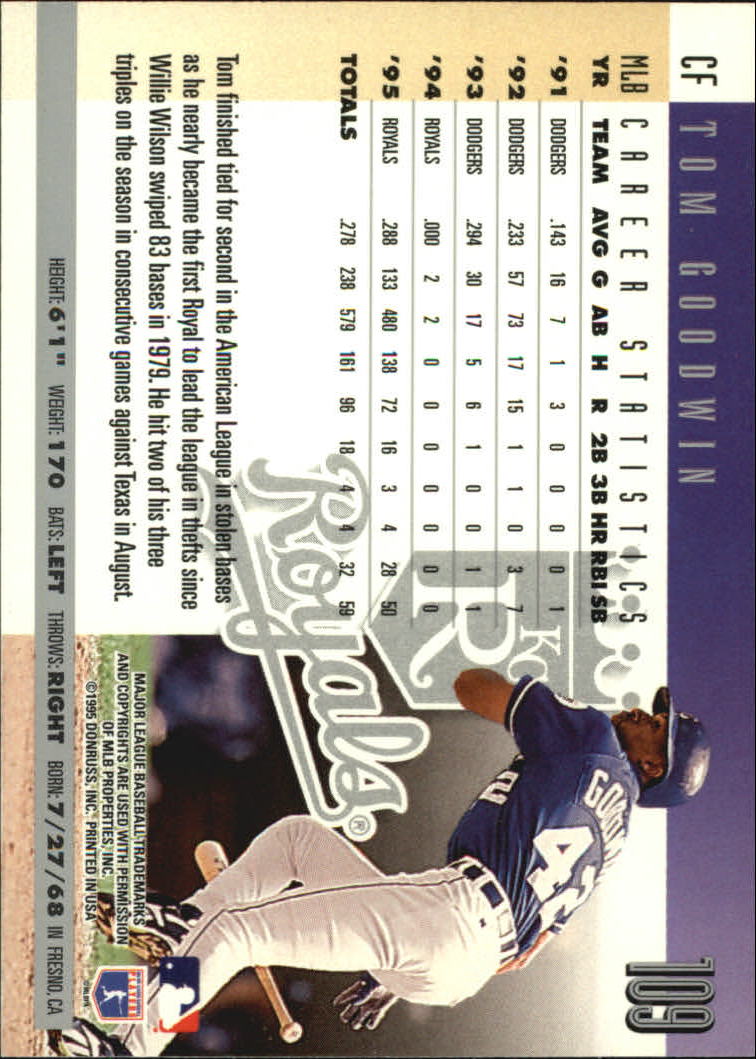 CF TOM GOODWIN 109
MLB CAREER STATISTICS
YR TEAM AVG G AB H R 2B 3B HR RBI SB
'91 DODGERS .143 16 7 1 3 0 0 0 0 1
'92 DODGERS .233 57 73 17 15 1 1 0 3 7
'93 DODGERS .294 30 17 5 6 1 0 0 1 1
'94 ROYALS .000 2 2 0 0 0 0 0 0 0
'95 ROYALS .288 133 480 138 72 16 3 4 28 50
TOTALS .278 238 579 161 96 18 4 4 32 59
Tom finished tied for second in the American League in stolen bases
as he nearly became the first Royal to lead the league in thefts since
Willie Wilson swiped 83 bases in 1979. He hit two of his three
triples on the season in consecutive games against Texas in August.
R
Royals®
MAJOR LEAGUE BASEBALL TRADEMARKS
AND COPYRIGHTS ARE USED WITH PERMISSION
OF MLB PROPERTIES, INC.
©1995 DONRUSS, INC. PRINTED IN USA
PLAYERS
©MLBPA
HEIGHT: 6'1" WEIGHT: 170 BATS: LEFT THROWS: RIGHT BORN: 7/27/68 IN FRESNO, CA